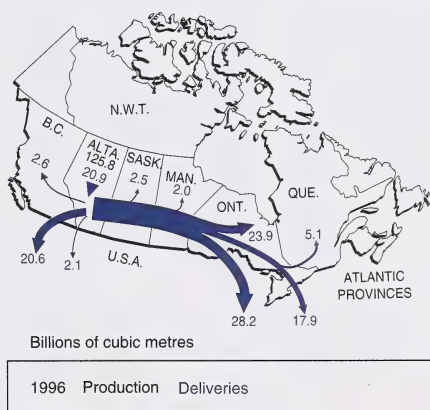 N.W.T.
B.C.
ALTA.
125.8
20.9
SASK
2.5
MAN.
2.0
2.6
ONT.
23.9
QUE.
5.1
20.6
2.1
U.S.A.
ATLANTIC
PROVINCES
28.2
17.9
Billions of cubic metres
1996 Production Deliveries